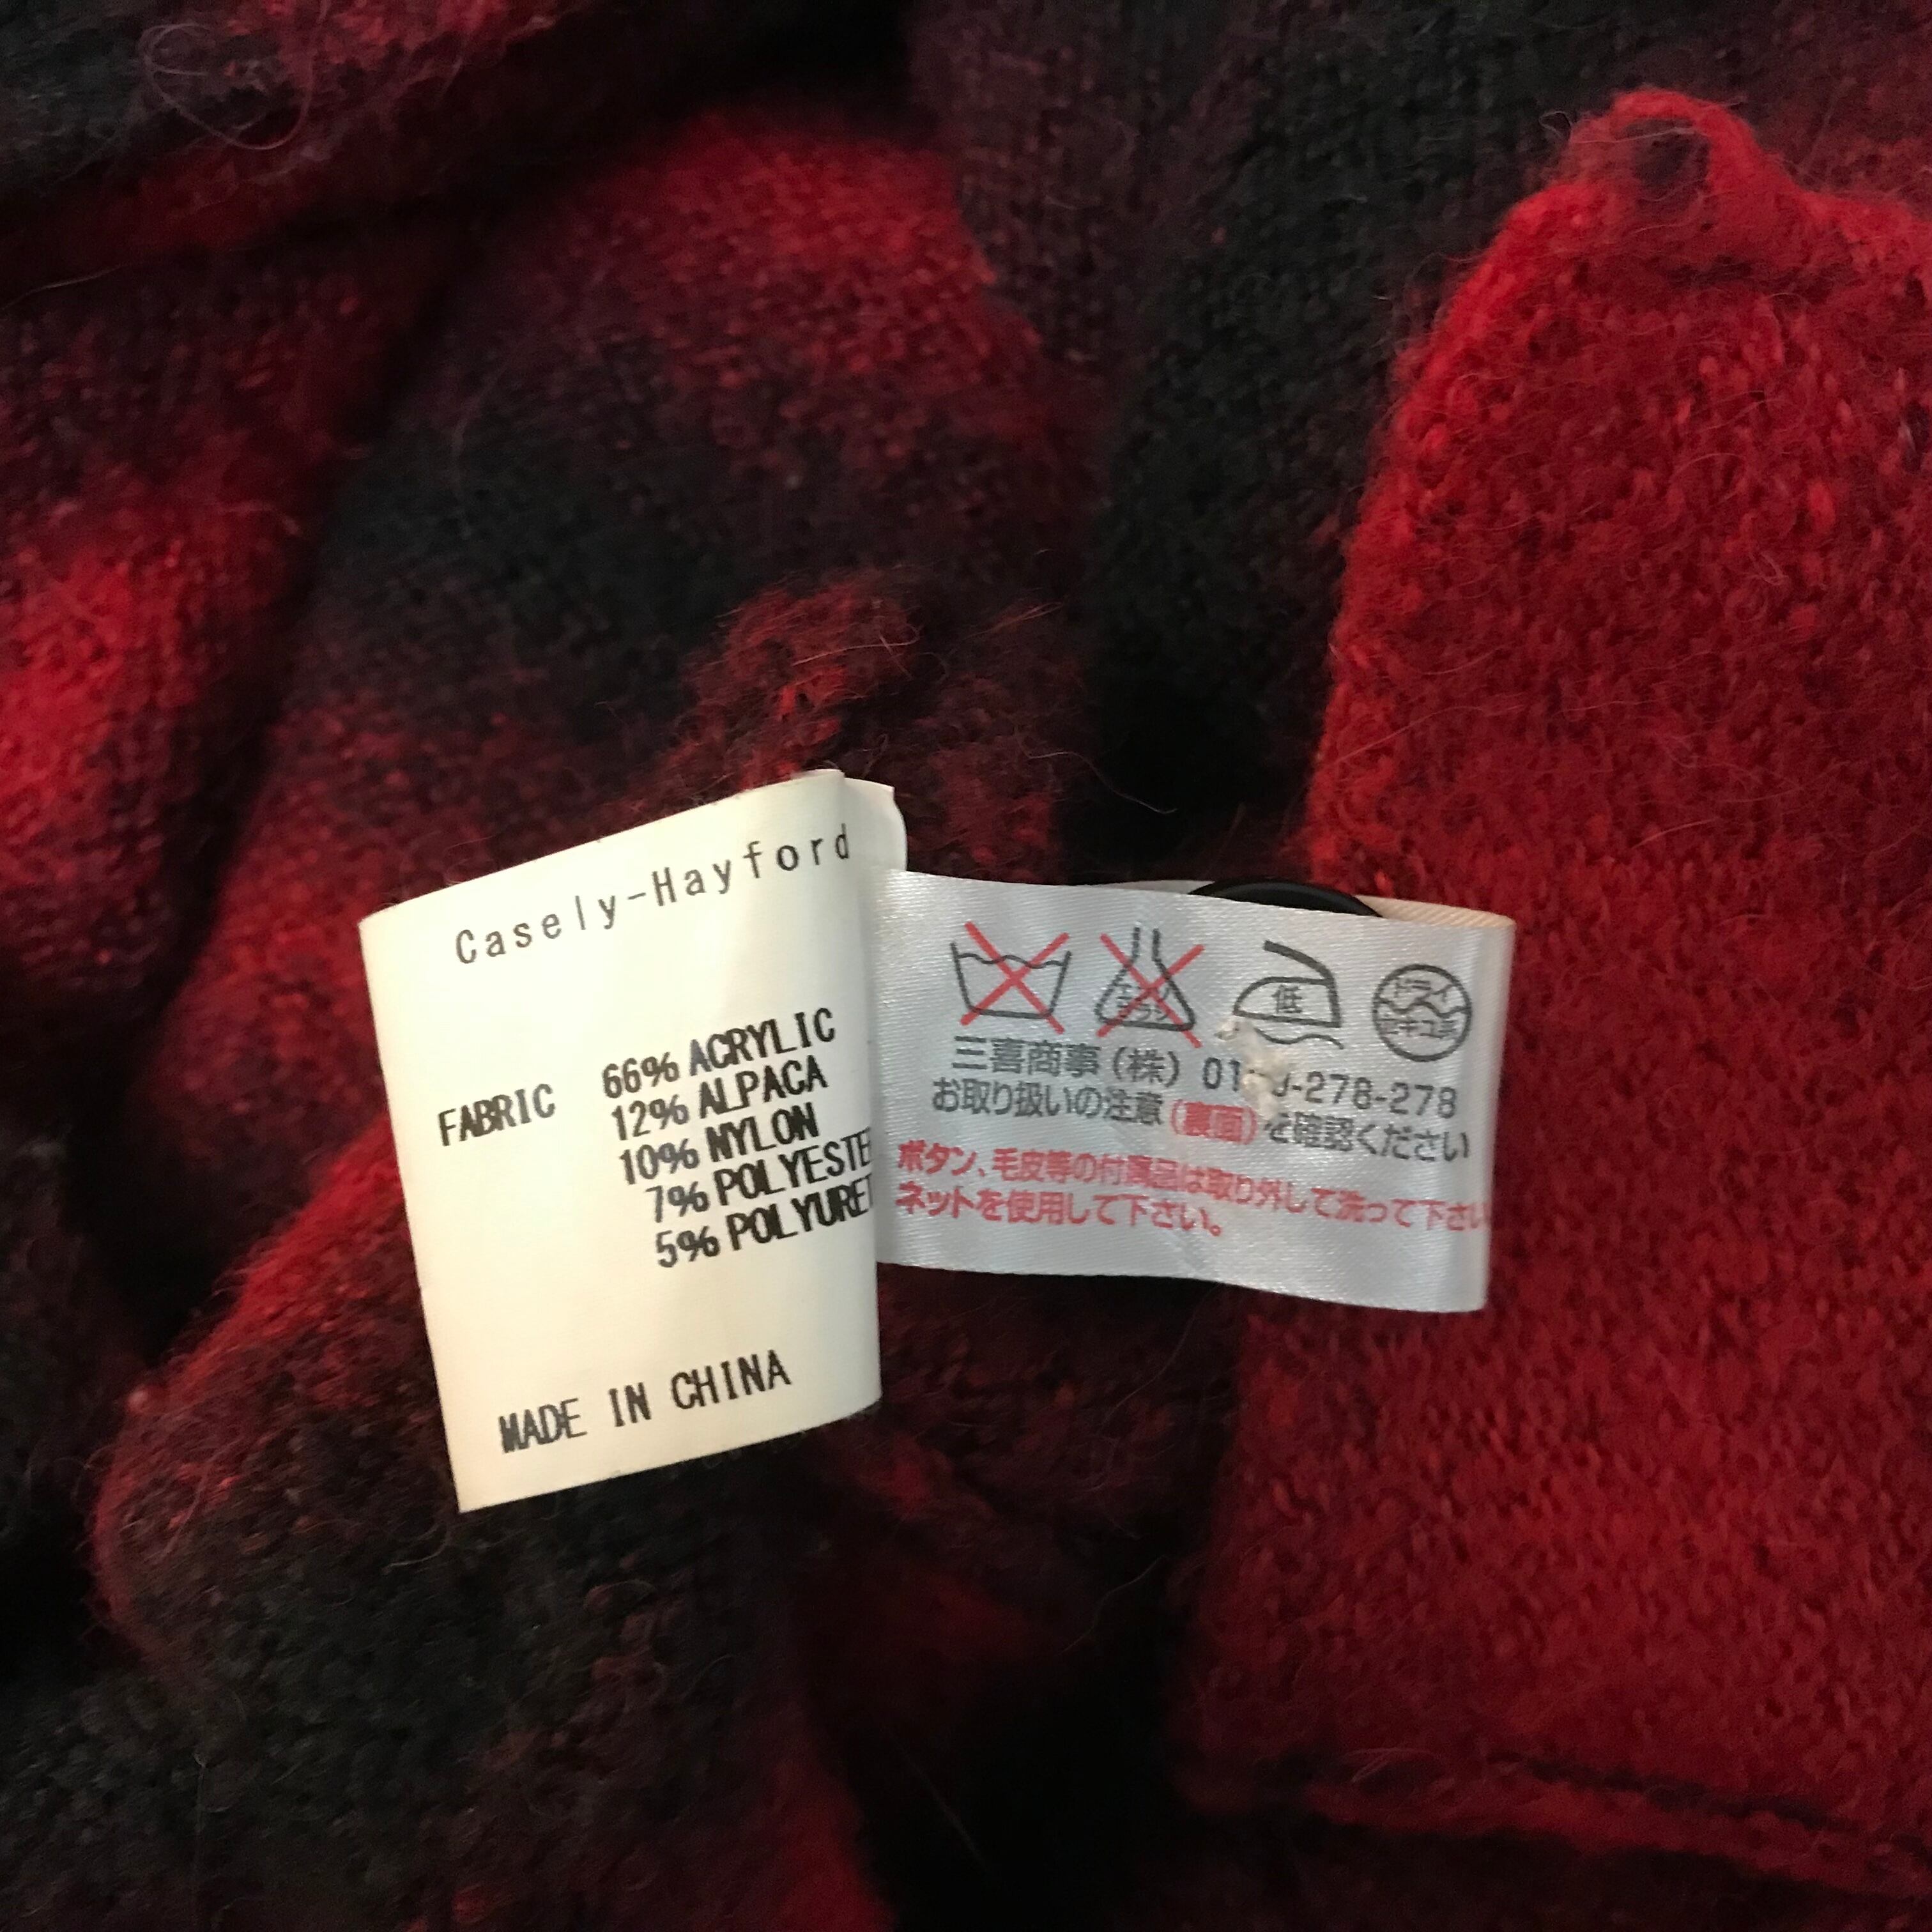 Casely-Hayford
FABRIC 66% ACRYLIC
12% ALPACA
10% NYLON
7% POLYESTE
5% POLYURE
MADE IN CHINA
低
三喜商事(株) 01 0-278-278
お取り扱いの注意(裏面)を確認ください
ボタン、毛皮等の付属品は取り外して洗って下さい
ネットを使用して下さい。